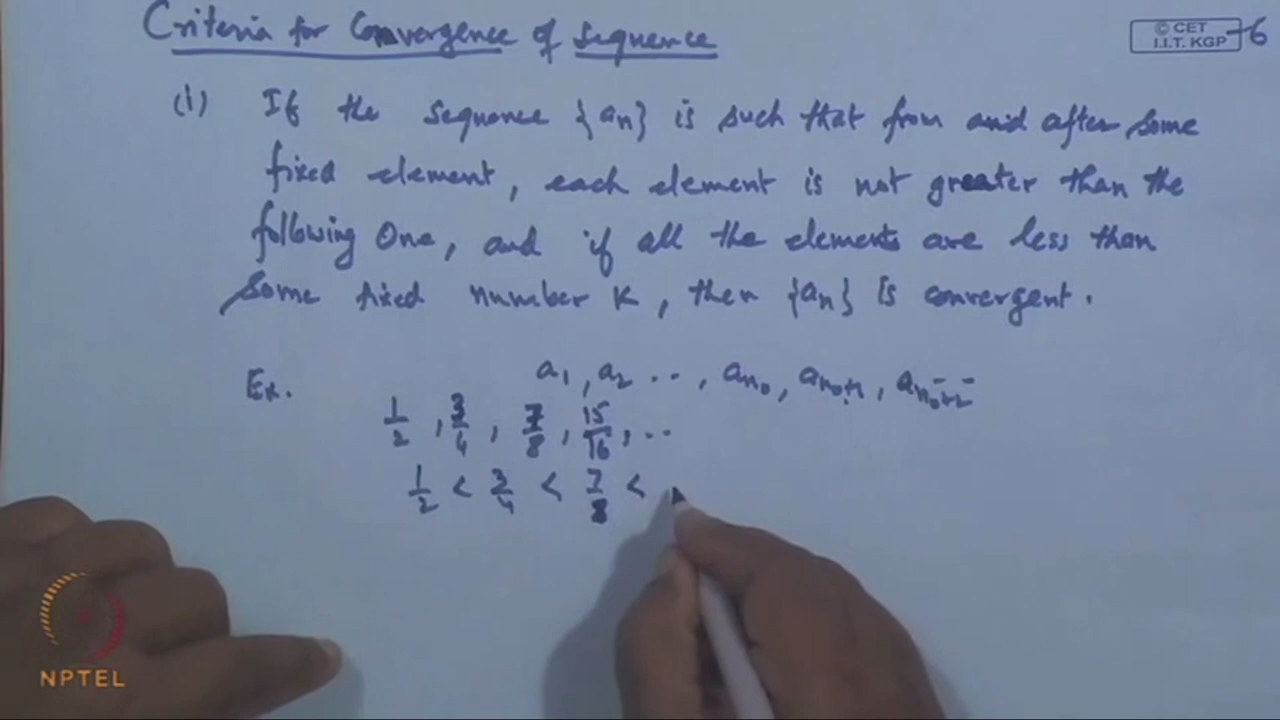 Criteria for Convergence of Sequence
© CET
I.I.T. KGP
-6
(i) If the sequence {an} is such that from and after some
fixed element, each element is not greater than the
following One, and if all the elements are less than
some fixed number K, then {an} is convergent.
Ex. a1, a2 .., an0, an0+1, an0+2 --
1/2, 3/4, 7/8, 15/16, ..
1/2 < 3/4 < 7/8 <
NPTEL